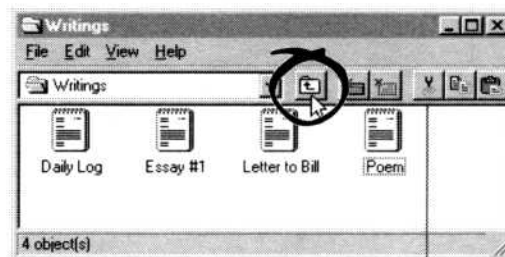 Writings
File Edit View Help
Writings
Daily Log Essay #1 Letter to Bill Poem
4 object(s)